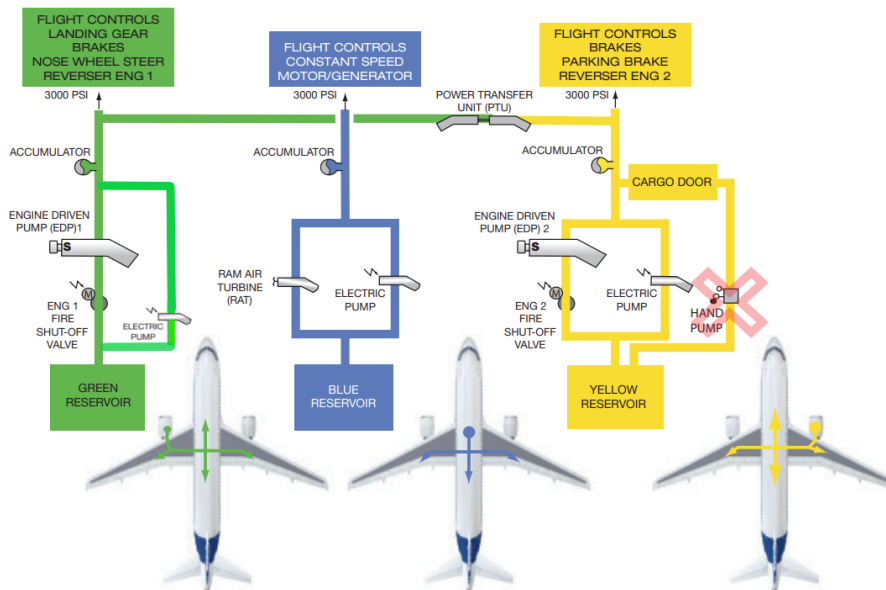 FLIGHT CONTROLS
LANDING GEAR
BRAKES
NOSE WHEEL STEER
REVERSER ENG 1
FLIGHT CONTROLS
CONSTANT SPEED
MOTOR/GENERATOR
FLIGHT CONTROLS
BRAKES
PARKING BRAKE
REVERSER ENG 2
3000 PSI
3000 PSI
POWER TRANSFER
UNIT (PTU)
3000 PSI
ACCUMULATOR
ACCUMULATOR
ACCUMULATOR
CARGO DOOR
ENGINE DRIVEN
PUMP (EDP)1
S
M
ENG 1
FIRE
SHUT-OFF
VALVE
ELECTRIC
PUMP
RAM AIR
TURBINE
(RAT)
ELECTRIC
PUMP
ENGINE DRIVEN
PUMP (EDP) 2
S
M
ENG 2
FIRE
SHUT-OFF
VALVE
ELECTRIC
PUMP
HAND
PUMP
GREEN
RESERVOIR
BLUE
RESERVOIR
YELLOW
RESERVOIR